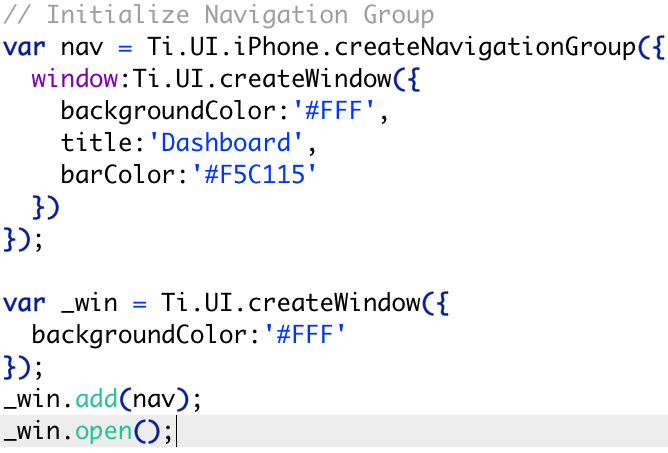 // Initialize Navigation Group
var nav = Ti.UI.iPhone.createNavigationGroup({
  window:Ti.UI.createWindow({
    backgroundColor:'#FFF',
    title:'Dashboard',
    barColor:'#F5C115'
  })
});

var _win = Ti.UI.createWindow({
  backgroundColor:'#FFF'
});
_win.add(nav);
_win.open();